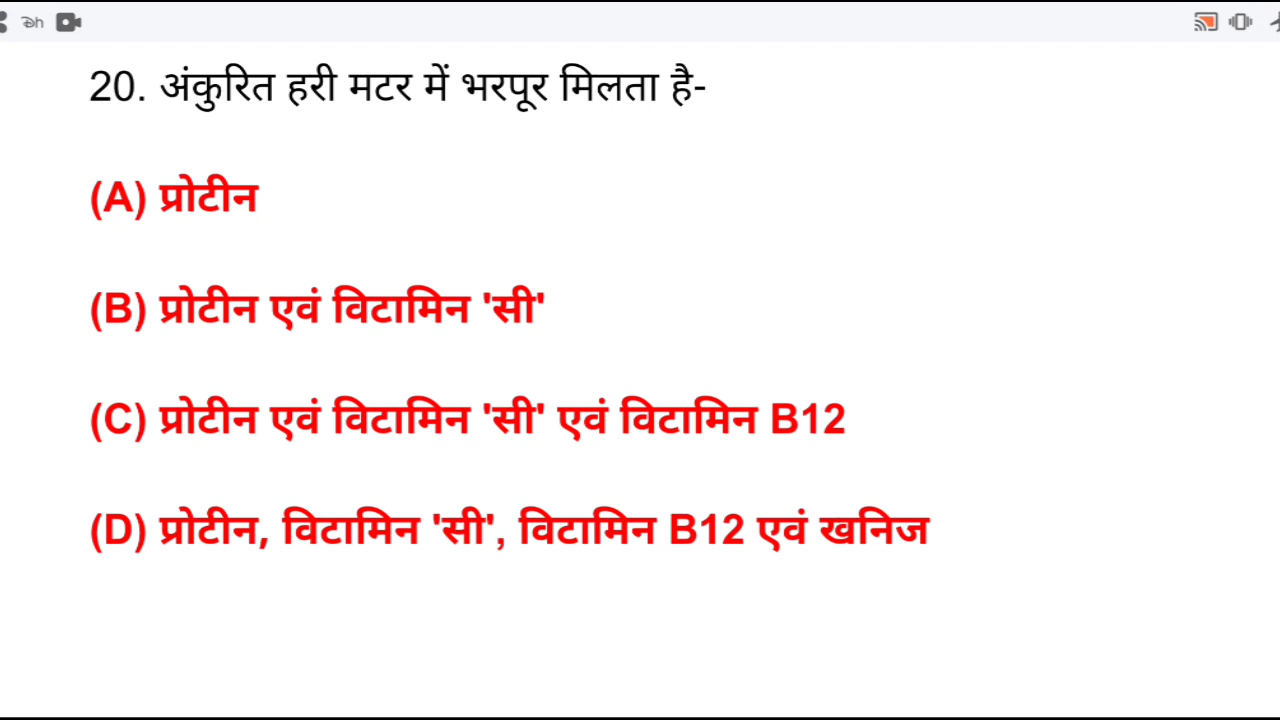 20. अंकुरित हरी मटर में भरपूर मिलता है-
(A) प्रोटीन
(B) प्रोटीन एवं विटामिन 'सी'
(C) प्रोटीन एवं विटामिन 'सी' एवं विटामिन B12
(D) प्रोटीन, विटामिन 'सी', विटामिन B12 एवं खनिज